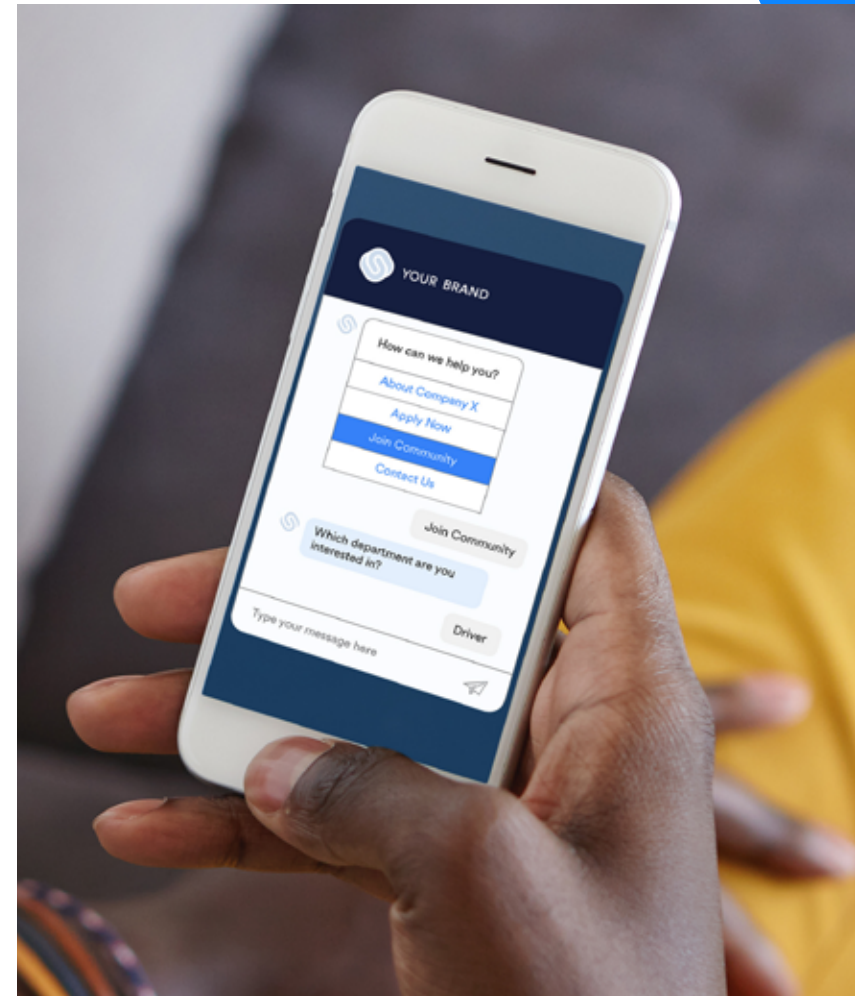 YOUR BRAND
How can we help you?
About Company X
Apply Now
Join Community
Contact Us
Join Community
Which department are you
interested in?
Driver
Type your message here